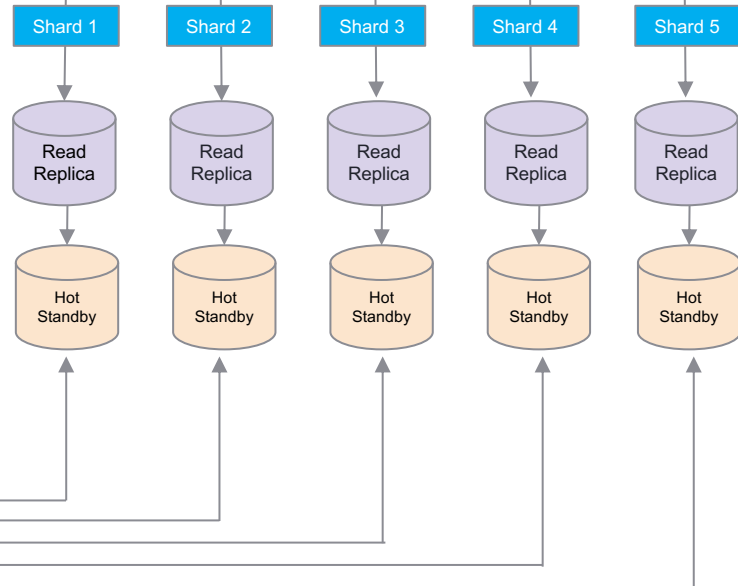 Shard 1
Shard 2
Shard 3
Shard 4
Shard 5
Read
Replica
Read
Replica
Read
Replica
Read
Replica
Read
Replica
Hot
Standby
Hot
Standby
Hot
Standby
Hot
Standby
Hot
Standby